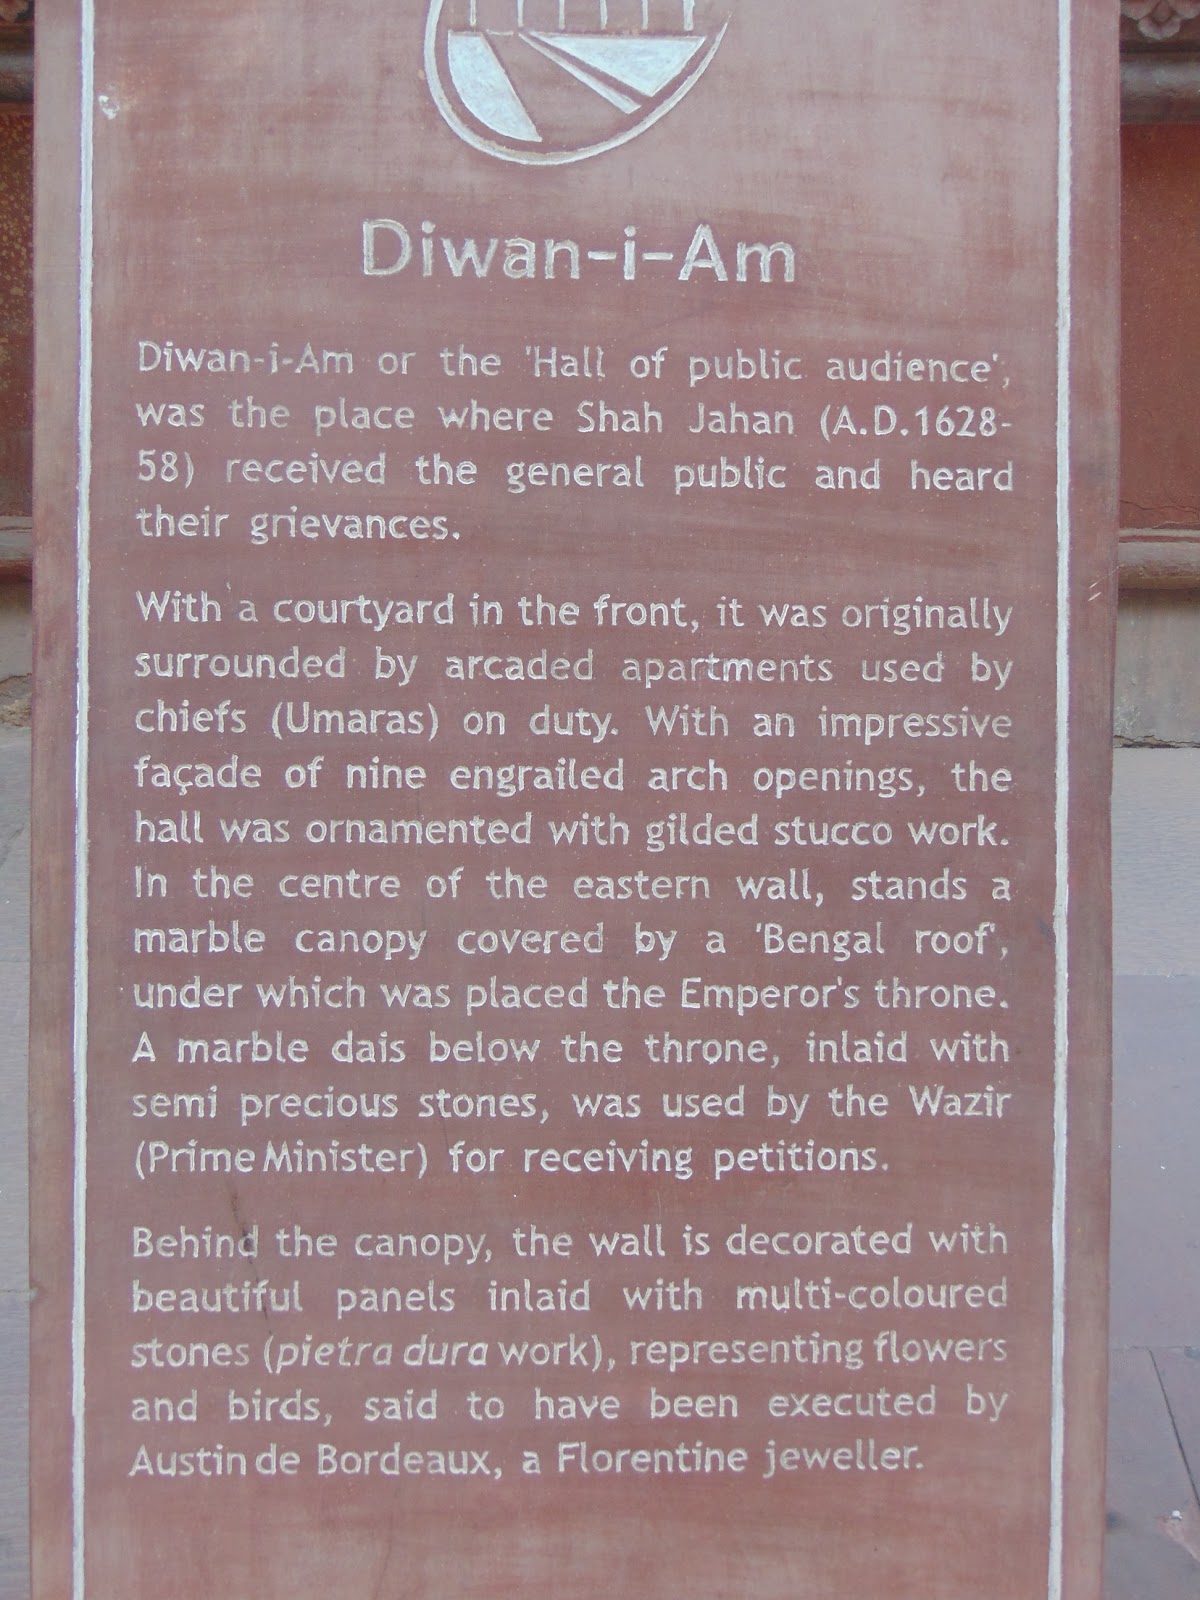 Diwan-i-Am
Diwan-i-Am or the 'Hall of public audience',
was the place where Shah Jahan (A.D.1628-
58) received the general public and heard
their grievances.
With a courtyard in the front, it was originally
surrounded by arcaded apartments used by
chiefs (Umaras) on duty. With an impressive
façade of nine engrailed arch openings, the
hall was ornamented with gilded stucco work.
In the centre of the eastern wall, stands a
marble canopy covered by a 'Bengal roof',
under which was placed the Emperor's throne.
A marble dais below the throne, inlaid with
semi precious stones, was used by the Wazir
(Prime Minister) for receiving petitions.
Behind the canopy, the wall is decorated with
beautiful panels inlaid with multi-coloured
stones (pietra dura work), representing flowers
and birds, said to have been executed by
Austin de Bordeaux, a Florentine jeweller.